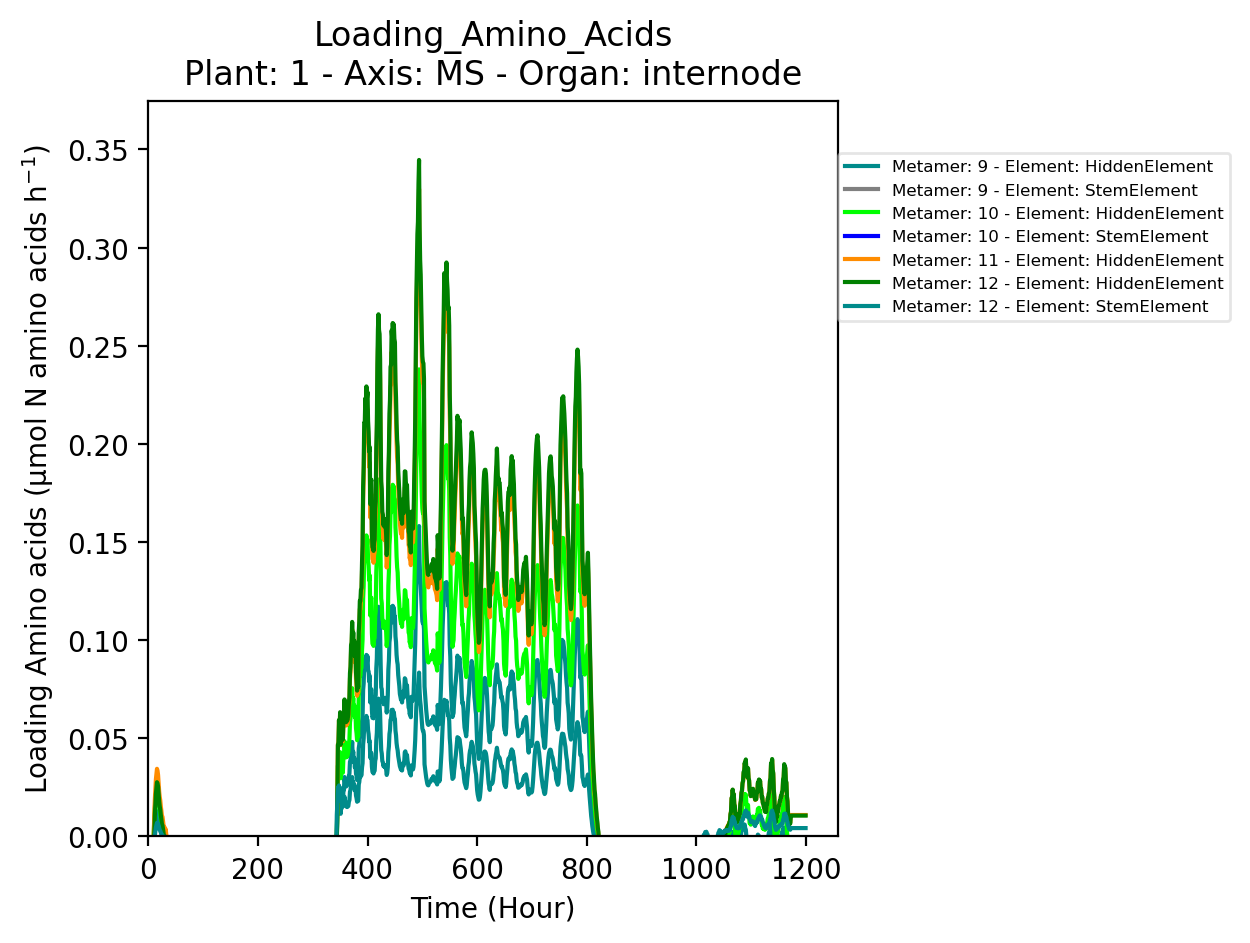 Loading_Amino_Acids
Plant: 1 - Axis: MS - Organ: internode
Loading Amino acids (µmol N amino acids h⁻¹)
0.35
0.30
0.25
0.20
0.15
0.10
0.05
0.00
0 200 400 600 800 1000 1200
Time (Hour)
Metamer: 9 - Element: HiddenElement
Metamer: 9 - Element: StemElement
Metamer: 10 - Element: HiddenElement
Metamer: 10 - Element: StemElement
Metamer: 11 - Element: HiddenElement
Metamer: 12 - Element: HiddenElement
Metamer: 12 - Element: StemElement